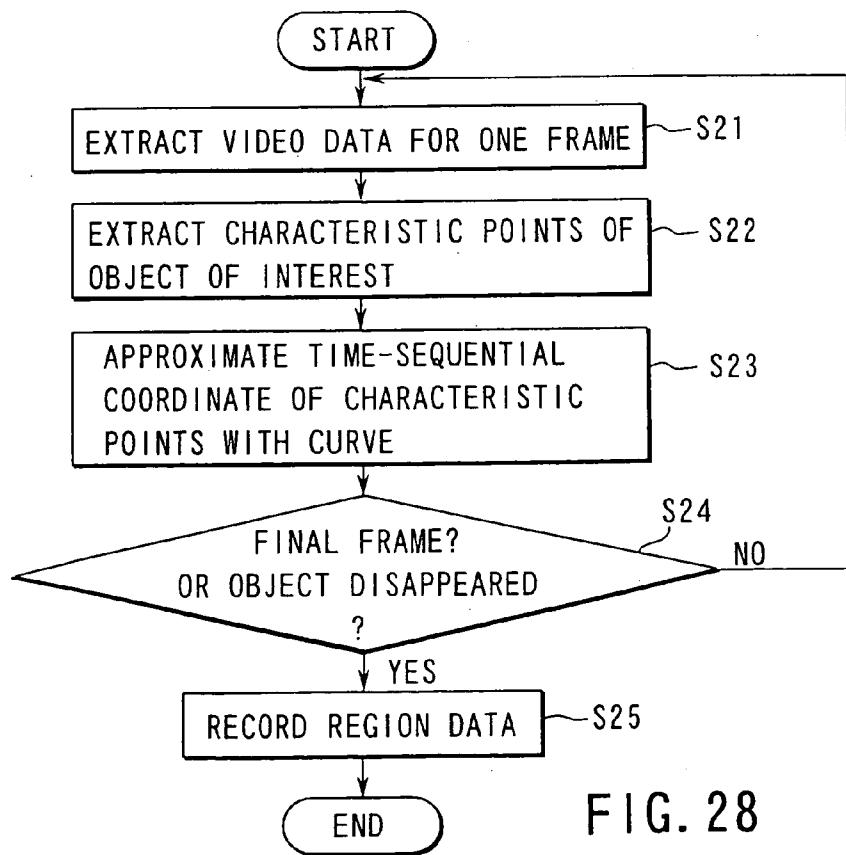 START
EXTRACT VIDEO DATA FOR ONE FRAME
S21
EXTRACT CHARACTERISTIC POINTS OF
OBJECT OF INTEREST
S22
APPROXIMATE TIME-SEQUENTIAL
COORDINATE OF CHARACTERISTIC
POINTS WITH CURVE
S23
FINAL FRAME?
OR OBJECT DISAPPEARED
?
S24
NO
YES
RECORD REGION DATA
S25
END
FIG. 28